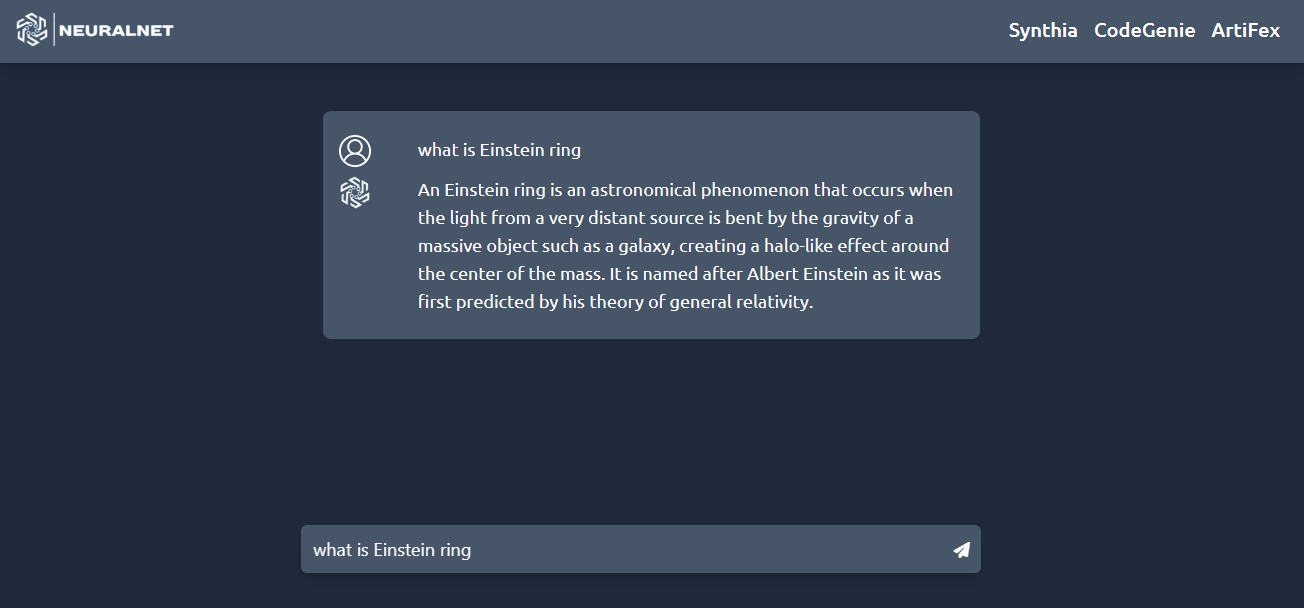 NEURALNET
Synthia CodeGenie ArtiFex
what is Einstein ring
An Einstein ring is an astronomical phenomenon that occurs when
the light from a very distant source is bent by the gravity of a
massive object such as a galaxy, creating a halo-like effect around
the center of the mass. It is named after Albert Einstein as it was
first predicted by his theory of general relativity.
what is Einstein ring